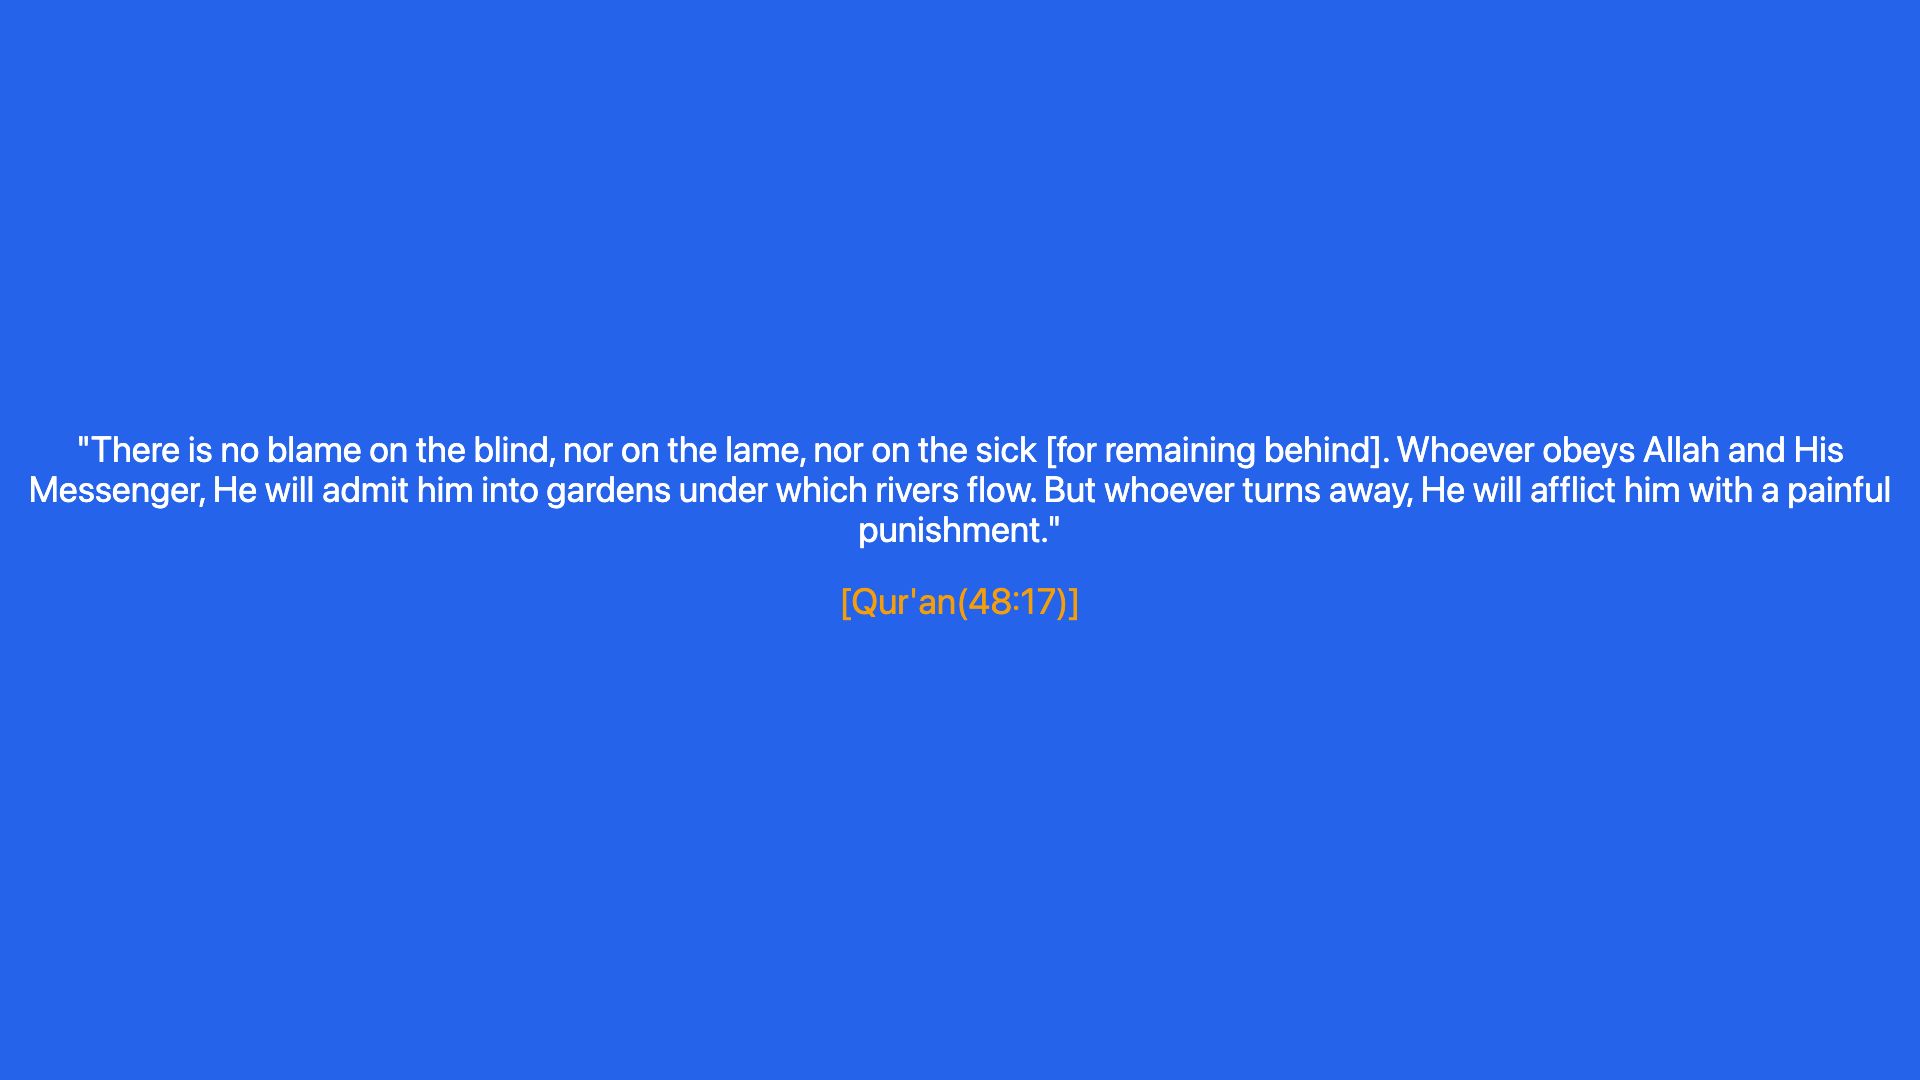 "There is no blame on the blind, nor on the lame, nor on the sick [for remaining behind]. Whoever obeys Allah and His
Messenger, He will admit him into gardens under which rivers flow. But whoever turns away, He will afflict him with a painful
punishment."
[Qur'an(48:17)]